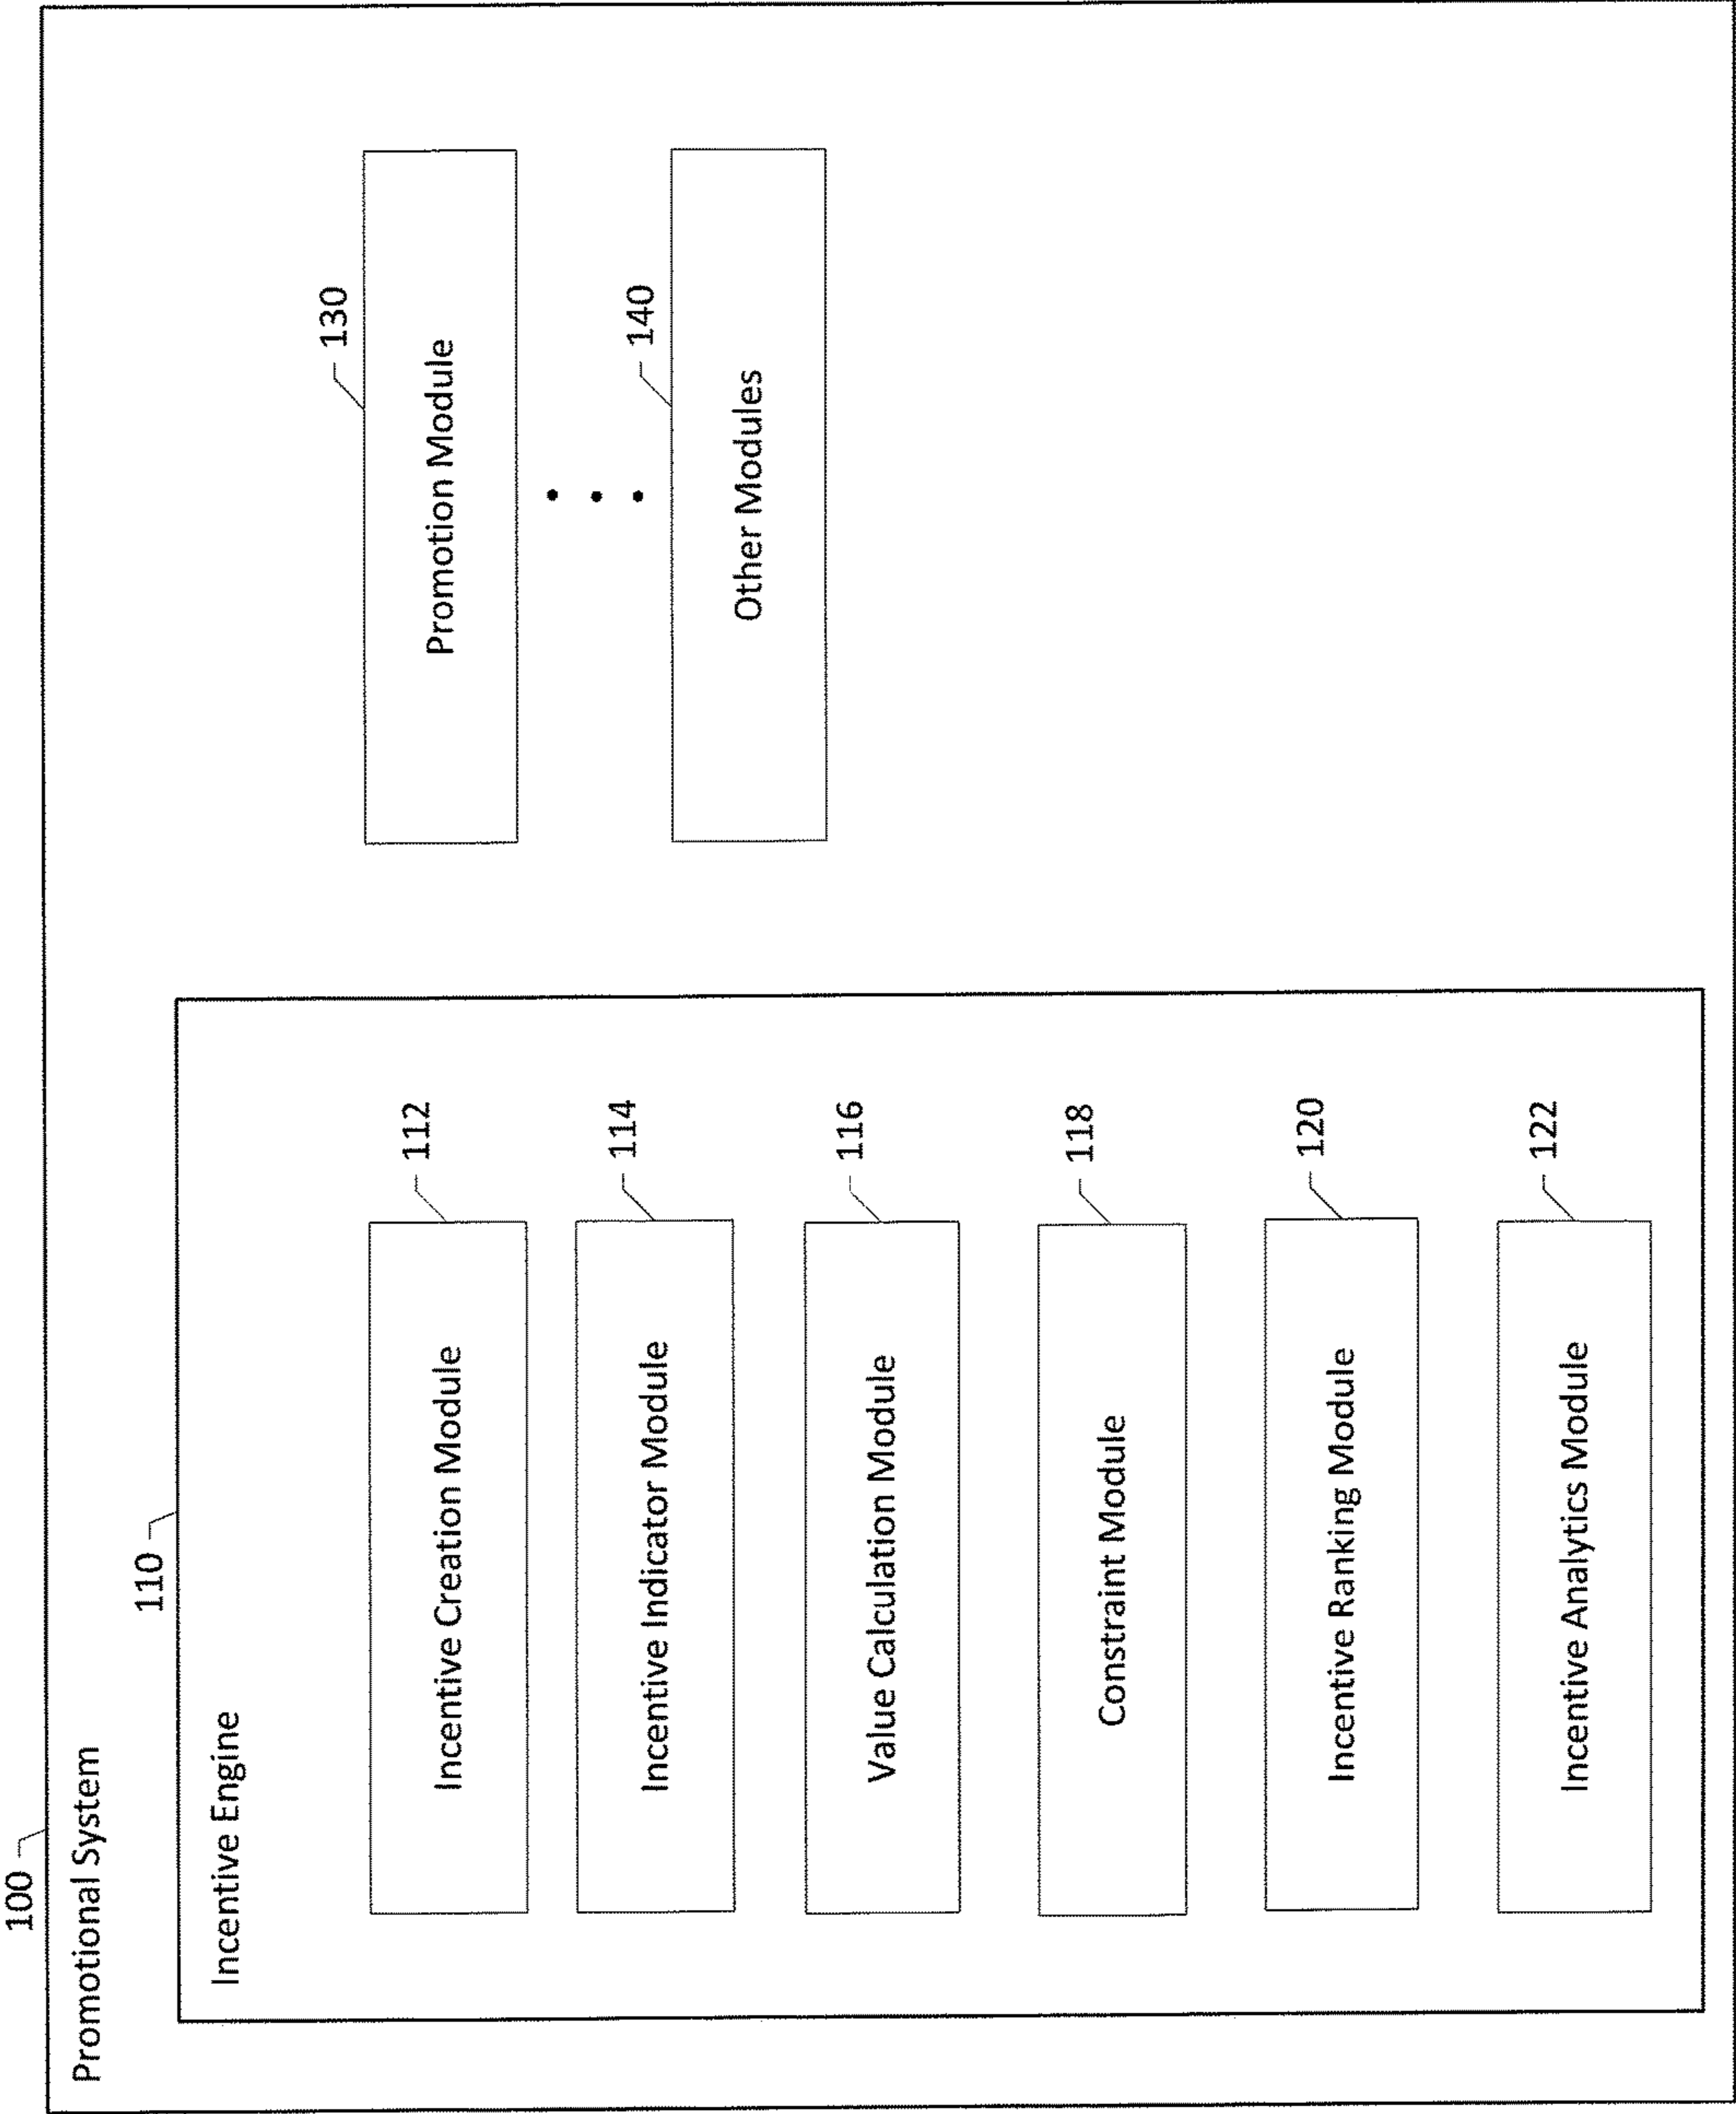 100
Promotional System
110
Incentive Engine
Incentive Creation Module
112
Incentive Indicator Module
114
Value Calculation Module
116
Constraint Module
118
Incentive Ranking Module
120
Incentive Analytics Module
122
130
Promotion Module
140
Other Modules